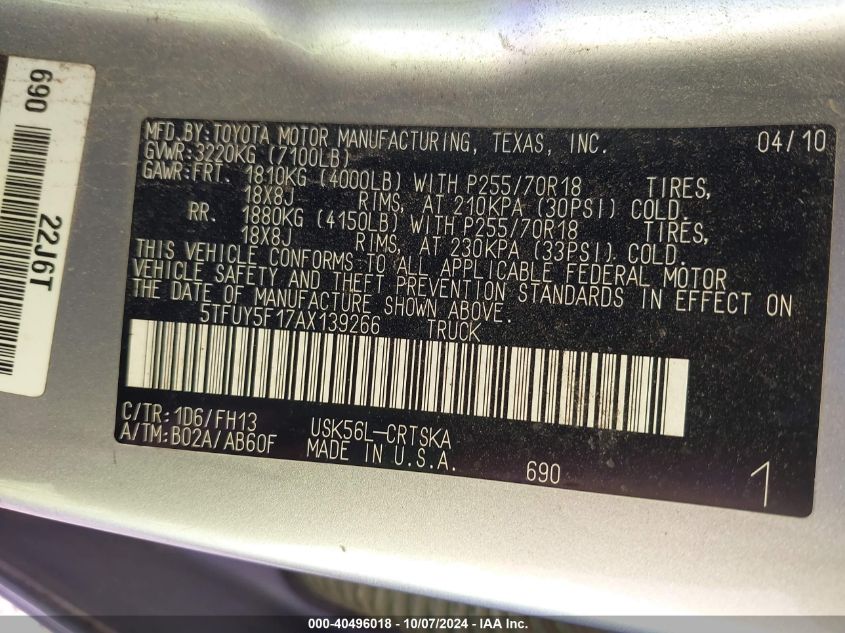 690
22J6T
MFD.BY:TOYOTA MOTOR MANUFACTURING, TEXAS, INC. 04/10
GVWR:3220KG (7100LB)
GAWR:FRT. 1810KG (4000LB) WITH P255/70R18 TIRES,
18X8J RIMS, AT 210KPA (30PSI) COLD.
RR. 1880KG (4150LB) WITH P255/70R18 TIRES,
18X8J RIMS, AT 230KPA (33PSI) COLD.
THIS VEHICLE CONFORMS TO ALL APPLICABLE FEDERAL MOTOR
VEHICLE SAFETY AND THEFT PREVENTION STANDARDS IN EFFECT ON
THE DATE OF MANUFACTURE SHOWN ABOVE.
5TFUY5F17AX139266 TRUCK
C/TR:1D6/FH13 USK56L-CRTSKA
A/TM:B02A/AB60F MADE IN U.S.A. 690 1
000-40496018 - 10/07/2024 - IAA Inc.